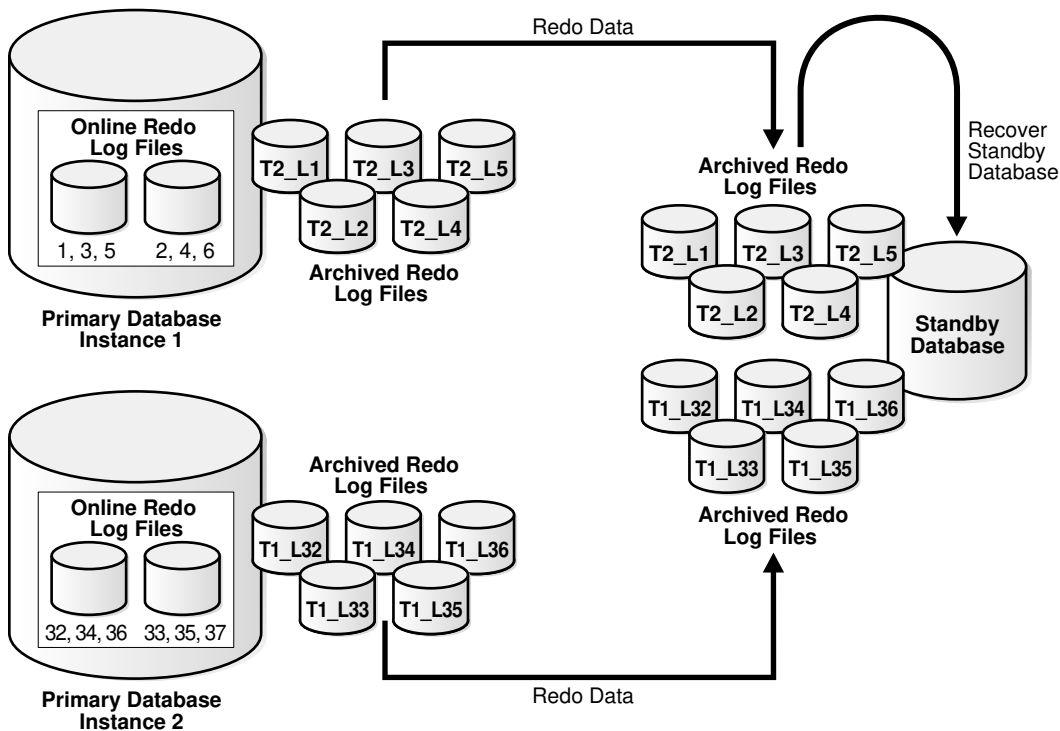 Redo Data
Online Redo
Log Files
1, 3, 5
2, 4, 6
Primary Database
Instance 1
T2_L1
T2_L3
T2_L5
T2_L2
T2_L4
Archived Redo
Log Files
Archived Redo
Log Files
T2_L1
T2_L3
T2_L5
T2_L2
T2_L4
Recover
Standby
Database
Standby
Database
T1_L32
T1_L34
T1_L36
T1_L33
T1_L35
Archived Redo
Log Files
Online Redo
Log Files
32, 34, 36
33, 35, 37
Primary Database
Instance 2
Archived Redo
Log Files
T1_L32
T1_L34
T1_L36
T1_L33
T1_L35
Redo Data